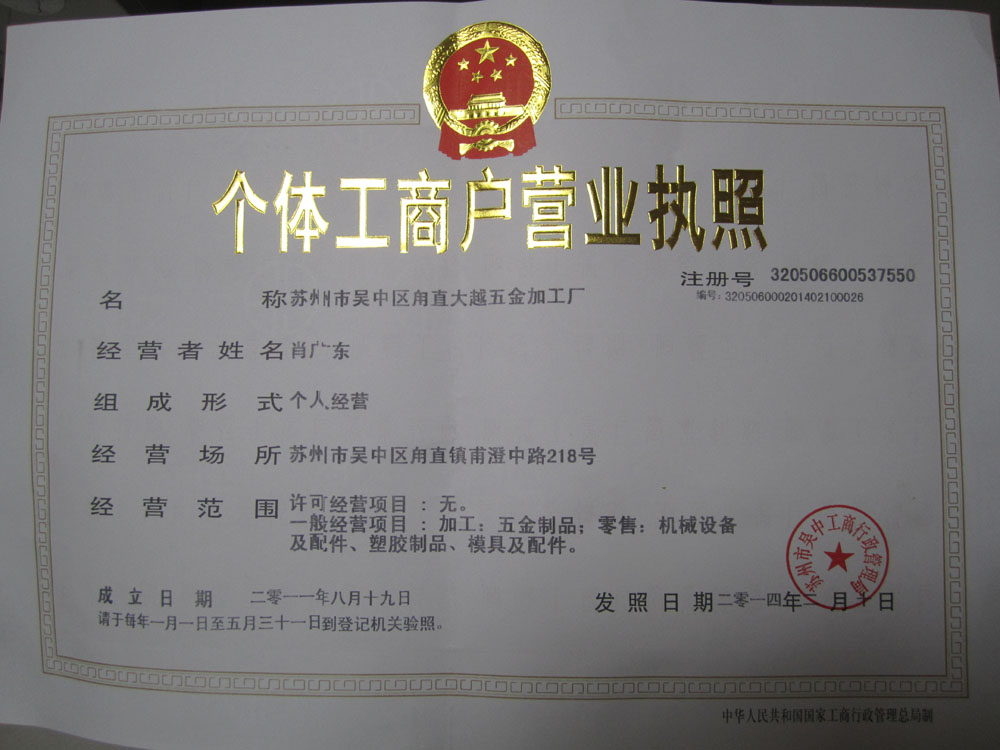 个体工商户营业执照
注册号 320506600537550
编号：320506000201402100026
名称 苏州市吴中区甪直大越五金加工厂
经营者姓名 肖广东
组成形式 个人经营
经营场所 苏州市吴中区甪直镇甫澄中路218号
经营范围 许可经营项目：无。
一般经营项目：加工：五金制品；零售：机械设备
及配件、塑胶制品、模具及配件。
成立日期 二零一一年八月十九日
发照日期 二零一四年二月十日
请于每年一月一日至五月三十一日到登记机关验照。
苏州市吴中工商行政管理局
中华人民共和国国家工商行政管理总局制